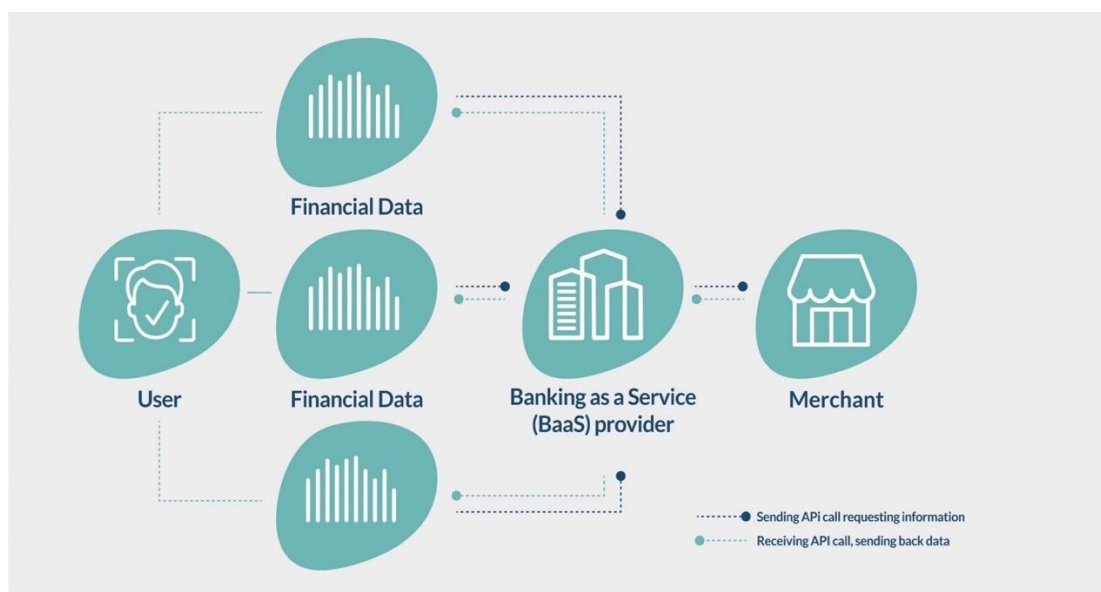 Financial Data
User
Financial Data
Banking as a Service
(BaaS) provider
Merchant
Sending APi call requesting information
Receiving API call, sending back data